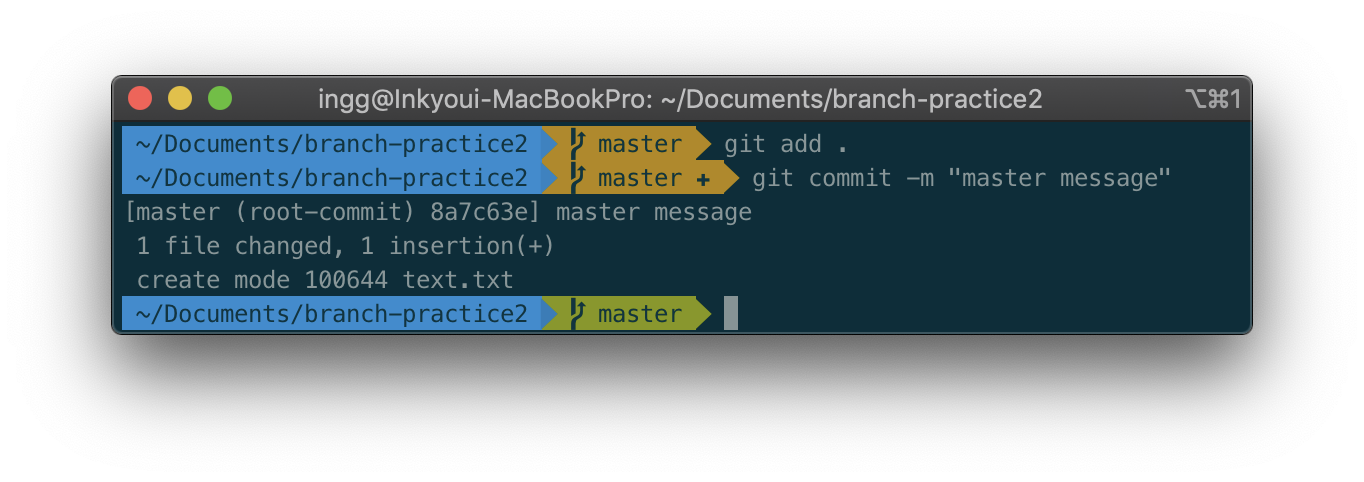 ingg@Inkyoui-MacBookPro: ~/Documents/branch-practice2 ⌥⌘1
~/Documents/branch-practice2 master git add .
~/Documents/branch-practice2 master + git commit -m "master message"
[master (root-commit) 8a7c63e] master message
1 file changed, 1 insertion(+)
create mode 100644 text.txt
~/Documents/branch-practice2 master